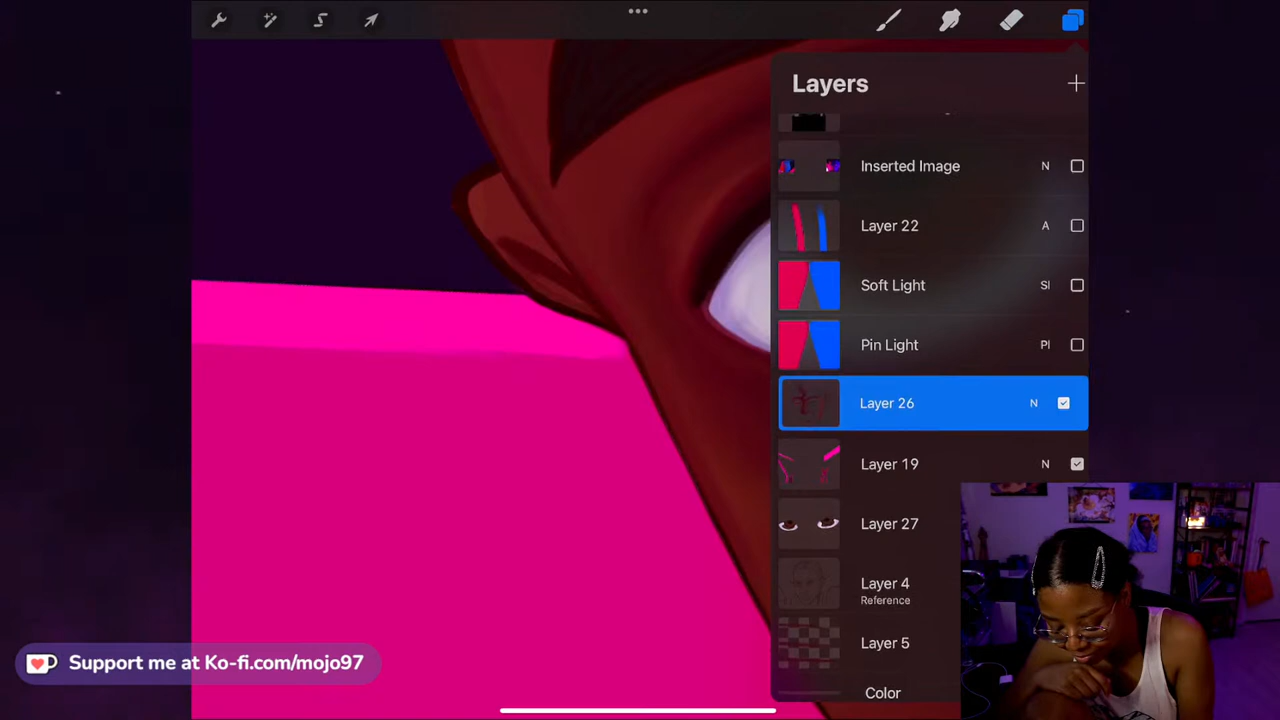 Layers
Inserted Image N
Layer 22 A
Soft Light Sl
Pin Light Pl
Layer 26 N
Layer 19 N
Layer 27
Layer 4
Reference
Layer 5
Color
Support me at Ko-fi.com/mojo97